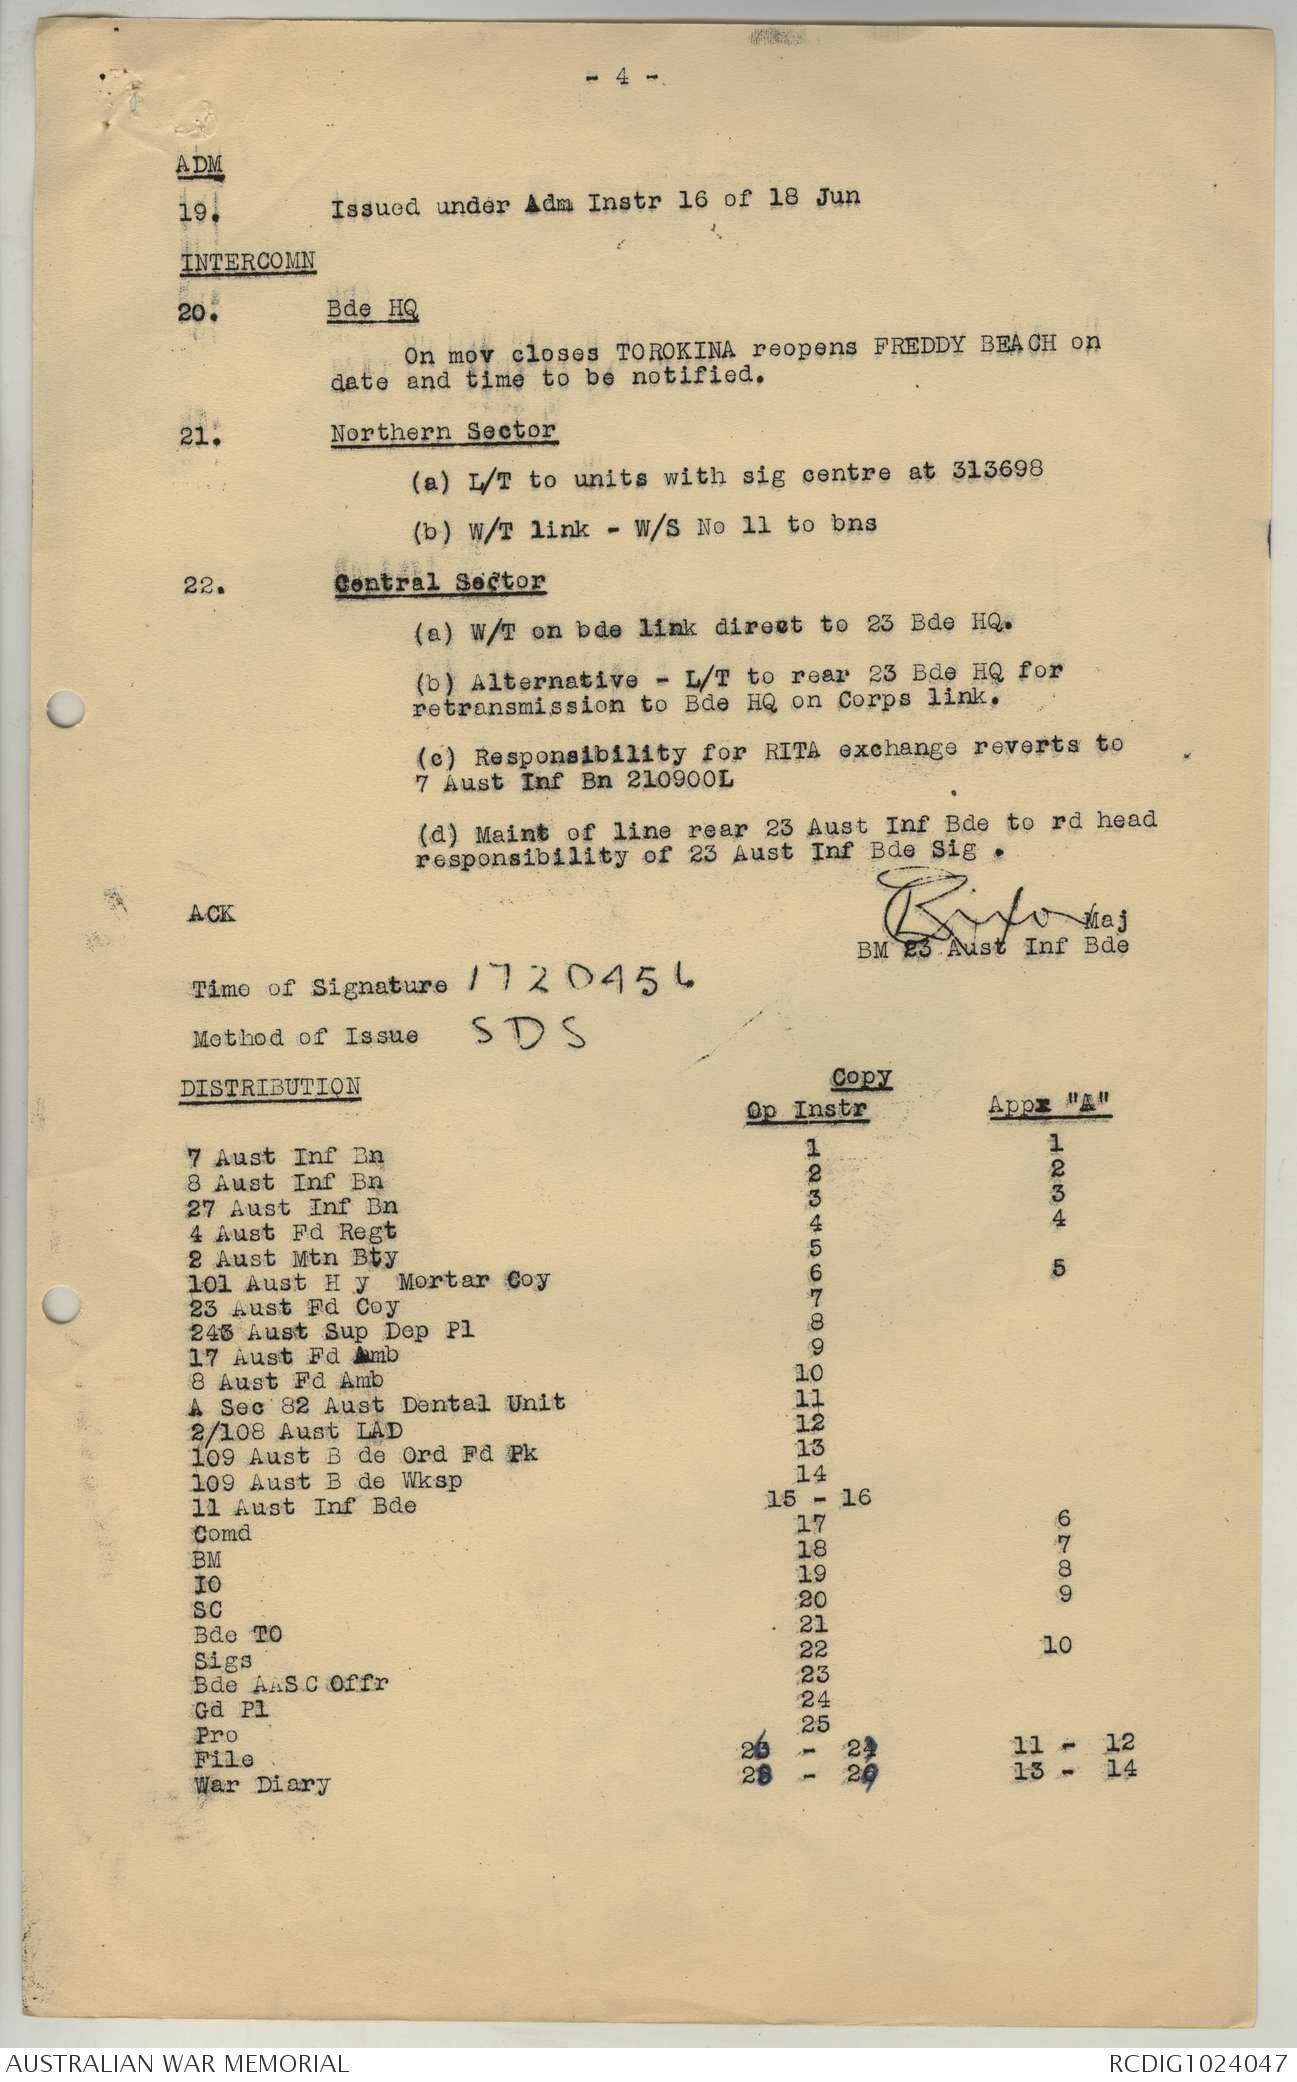 - 4 -
ADM
19. Issued under Adm Instr 16 of 18 Jun
INTERCOMN
20. Bde HQ
On mov closes TOROKINA reopens FREDDY BEACH on
date and time to be notified.
21. Northern Sector
(a) L/T to units with sig centre at 313698
(b) W/T link - W/S No 11 to bns
22. Central Sector
(a) W/T on bde link direct to 23 Bde HQ.
(b) Alternative - L/T to rear 23 Bde HQ for
retransmission to Bde HQ on Corps link.
(c) Responsibility for RITA exchange reverts to
7 Aust Inf Bn 210900L
(d) Maint of line rear 23 Aust Inf Bde to rd head
responsibility of 23 Aust Inf Bde Sig .
ACK
Maj
BM 23 Aust Inf Bde
Time of Signature
Method of Issue SDS
Copy
DISTRIBUTION Op Instr Appx "A"
7 Aust Inf Bn 1 1
8 Aust Inf Bn 2 2
27 Aust Inf Bn 3 3
4 Aust Fd Regt 4 4
2 Aust Mtn Bty 5
101 Aust H y Mortar Coy 6 5
23 Aust Fd Coy 7
243 Aust Sup Dep Pl 8
17 Aust Fd Amb 9
8 Aust Fd Amb 10
A Sec 82 Aust Dental Unit 11
2/108 Aust LAD 12
109 Aust B de Ord Fd Pk 13
109 Aust B de Wksp 14
11 Aust Inf Bde 15 - 16
Comd 17 6
BM 18 7
IO 19 8
SC 20 9
Bde TO 21
Sigs 22 10
Bde AASC Offr 23
Gd Pl 24
Pro 25
File 26 - 27 11 - 12
War Diary 28 - 29 13 - 14
AUSTRALIAN WAR MEMORIAL RCDIG1024047